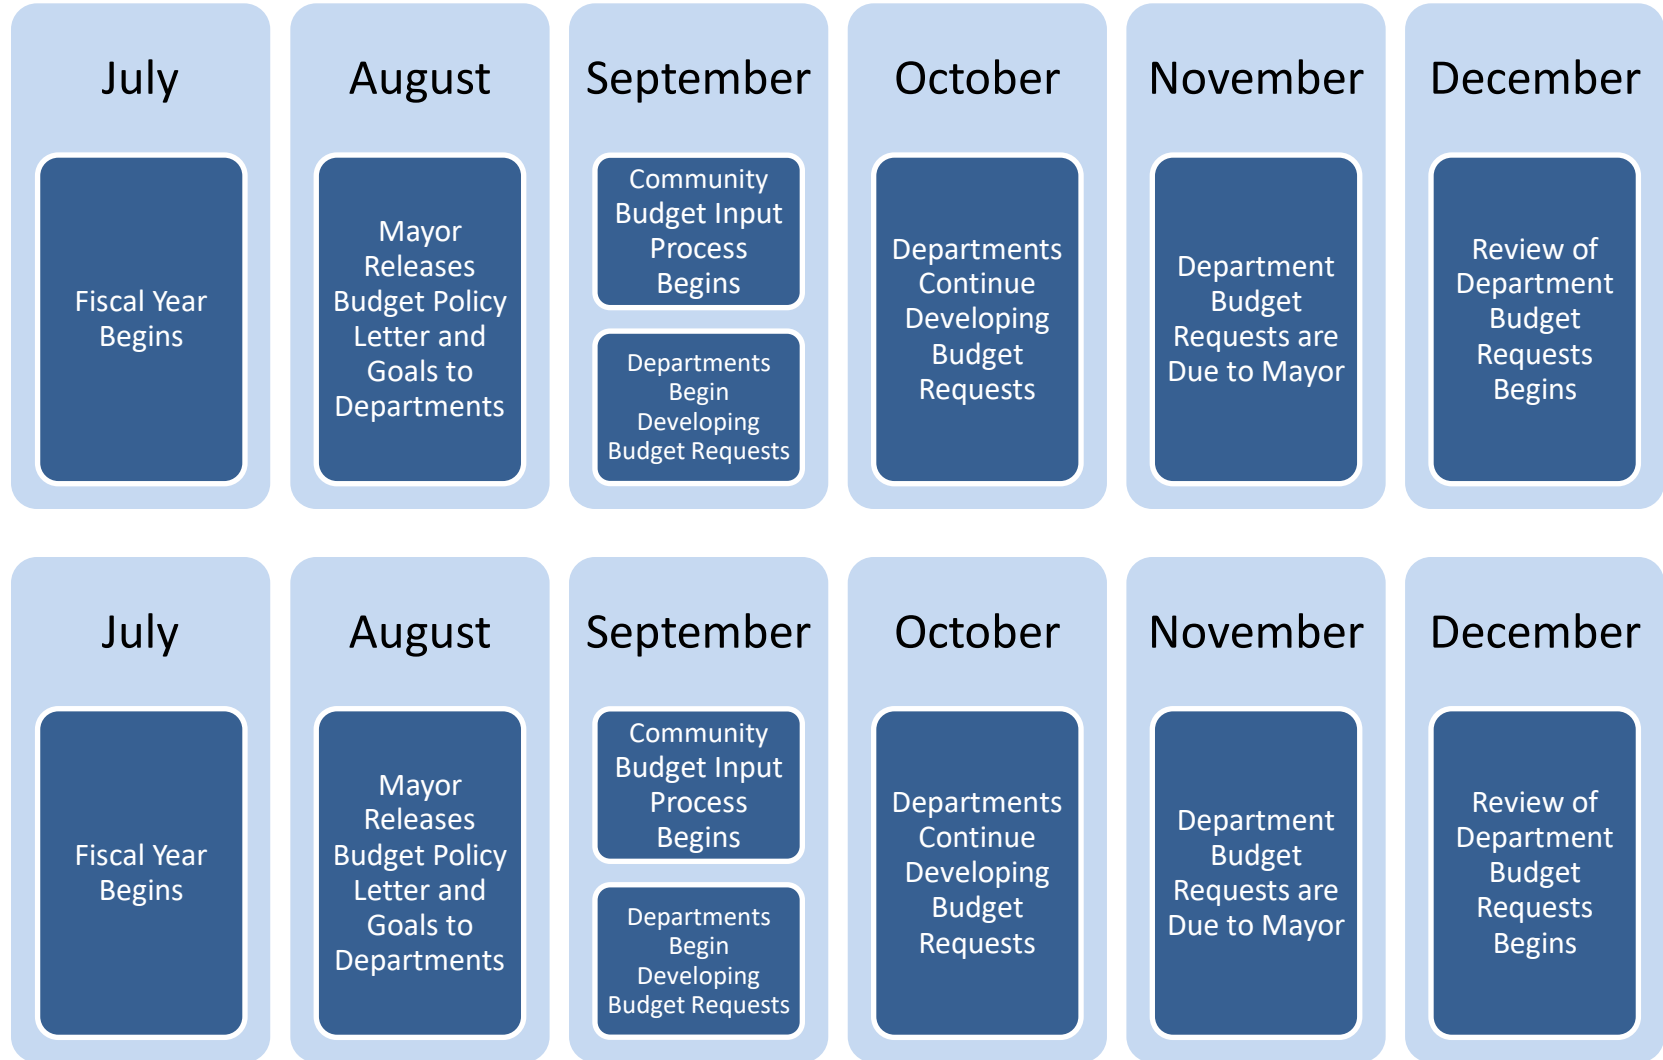 July
Fiscal Year
Begins
August
Mayor
Releases
Budget Policy
Letter and
Goals to
Departments
September
Community
Budget Input
Process
Begins
Departments
Begin
Developing
Budget Requests
October
Departments
Continue
Developing
Budget
Requests
November
Department
Budget
Requests are
Due to Mayor
December
Review of
Department
Budget
Requests
Begins
July
Fiscal Year
Begins
August
Mayor
Releases
Budget Policy
Letter and
Goals to
Departments
September
Community
Budget Input
Process
Begins
Departments
Begin
Developing
Budget Requests
October
Departments
Continue
Developing
Budget
Requests
November
Department
Budget
Requests are
Due to Mayor
December
Review of
Department
Budget
Requests
Begins